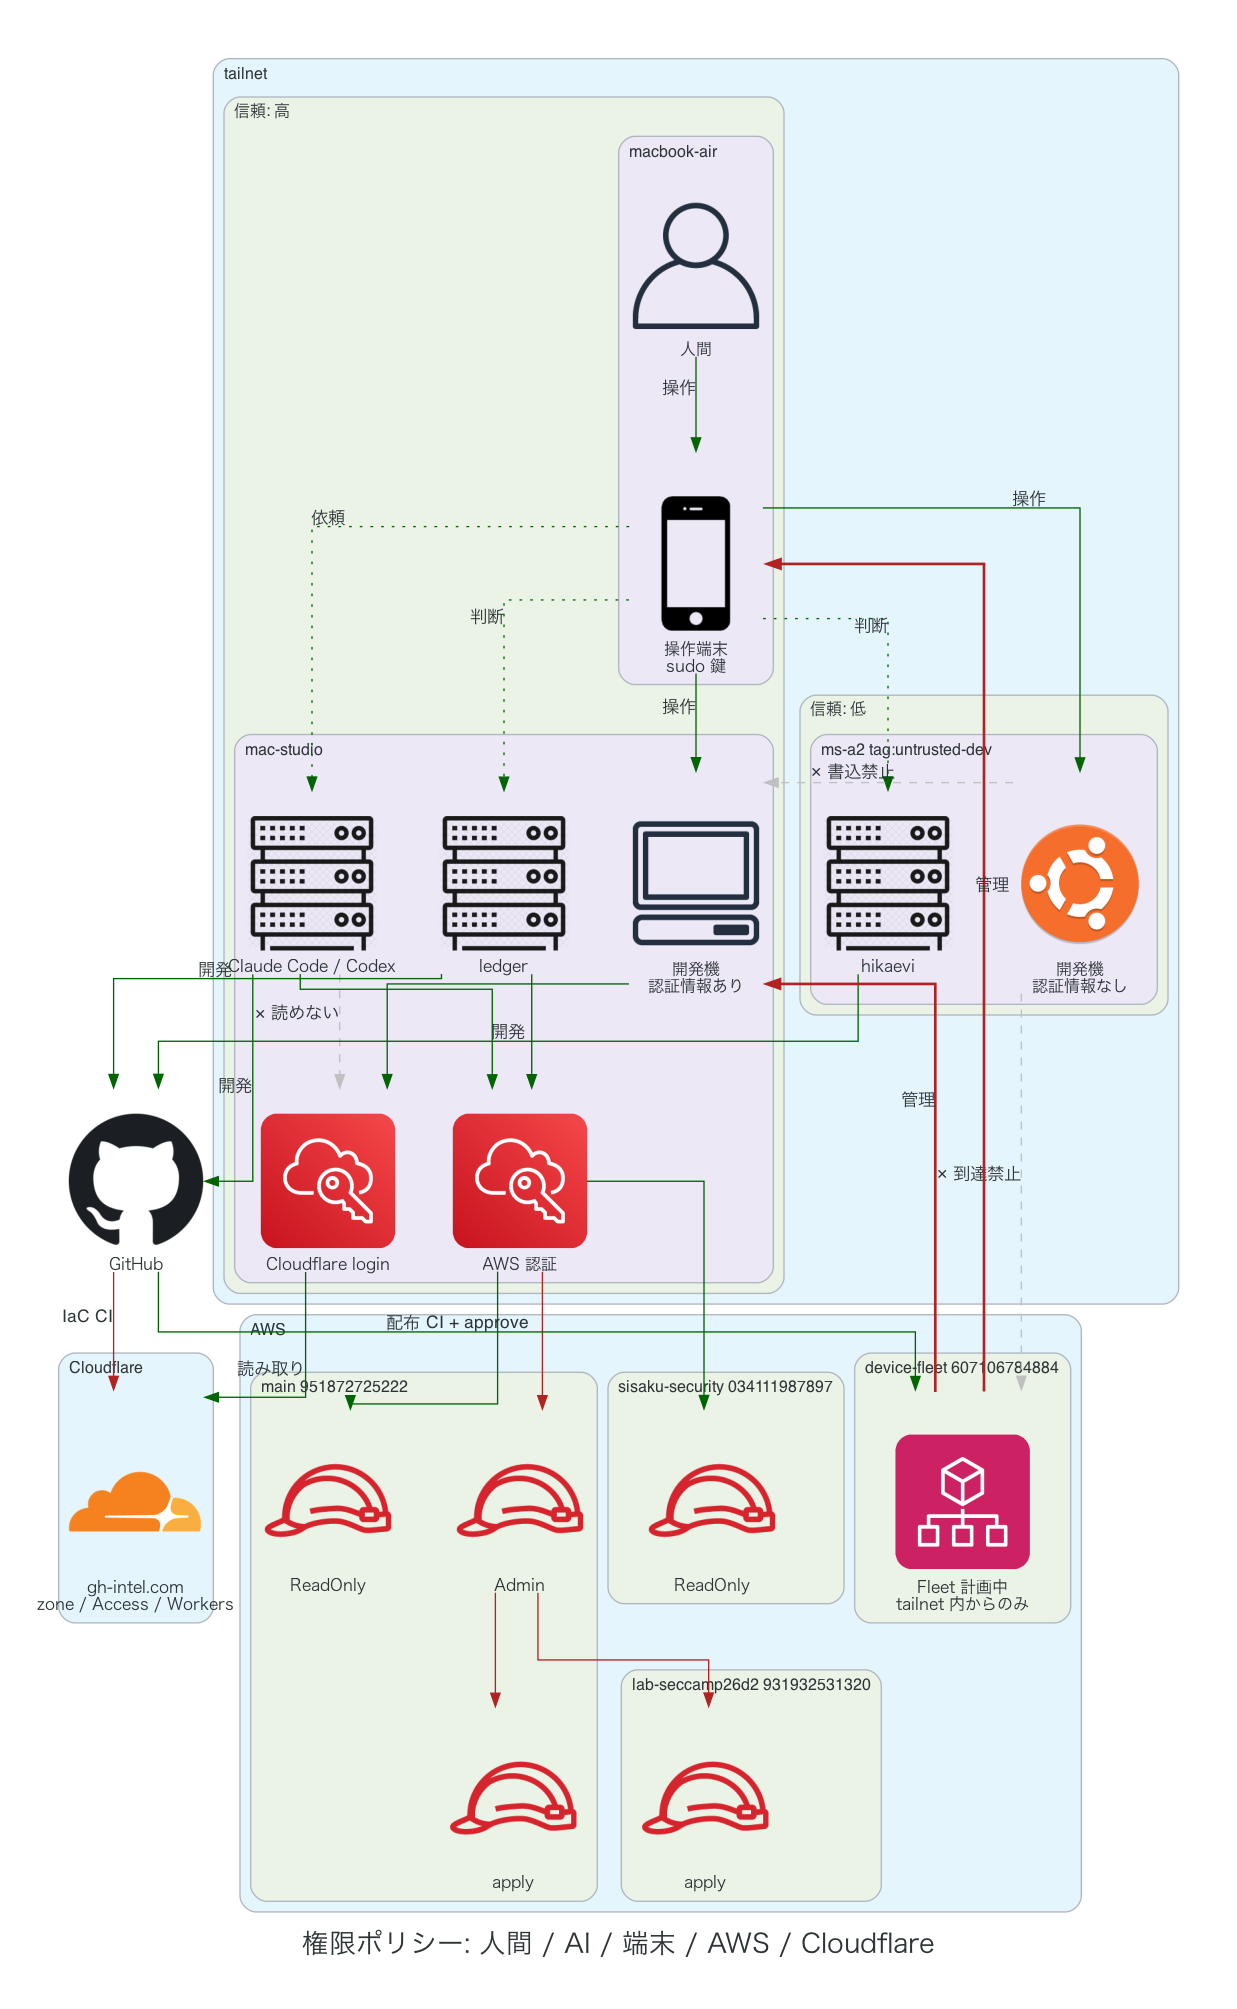 tailnet
信頼: 高
macbook-air
人間
操作
操作
依頼
判断
判断
操作端末
sudo 鍵
操作
信頼: 低
mac-studio
ms-a2 tag:untrusted-dev
× 書込禁止
管理
Claude Code / Codex
ledger
開発機
認証情報あり
hikaevi
開発機
認証情報なし
開発
× 読めない
開発
開発
管理
× 到達禁止
GitHub
Cloudflare login
AWS 認証
IaC CI
配布 CI + approve
AWS
Cloudflare
読み取り
main 951872725222
sisaku-security 034111987897
device-fleet 607106784884
gh-intel.com
zone / Access / Workers
ReadOnly
Admin
ReadOnly
Fleet 計画中
tailnet 内からのみ
lab-seccamp26d2 931932531320
apply
apply
権限ポリシー: 人間 / AI / 端末 / AWS / Cloudflare